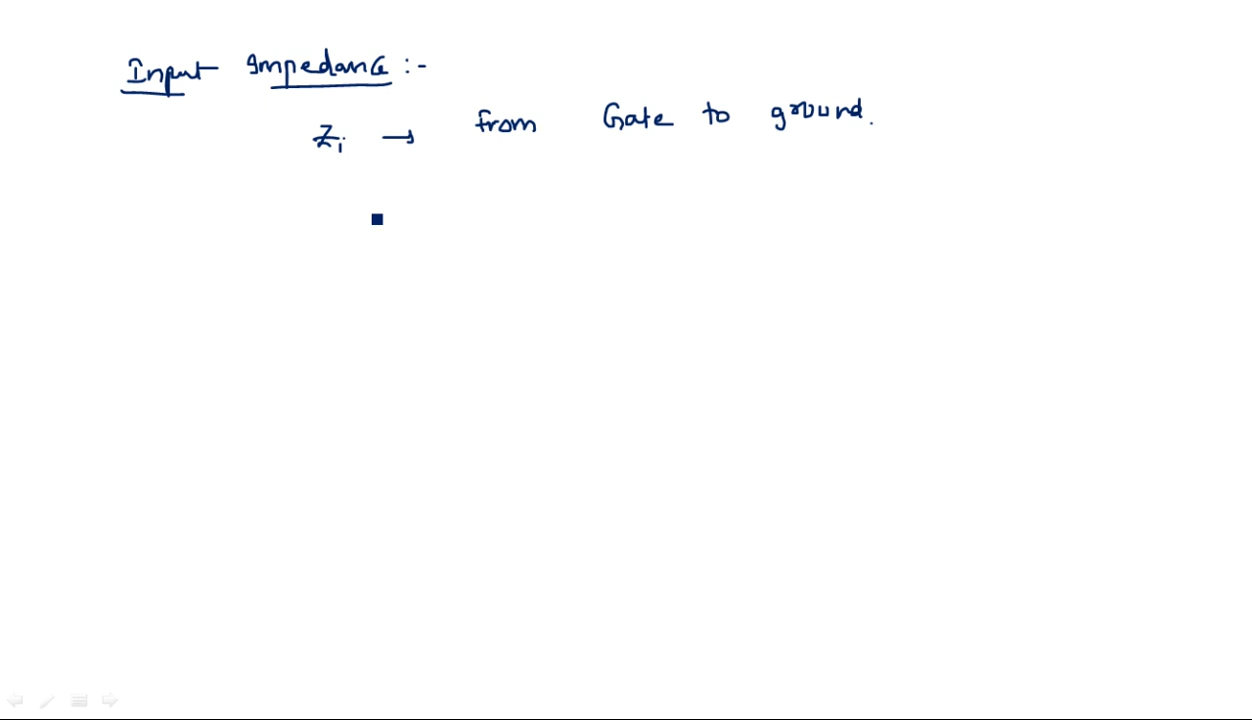 Input Impedance :-
Zi → from Gate to ground.